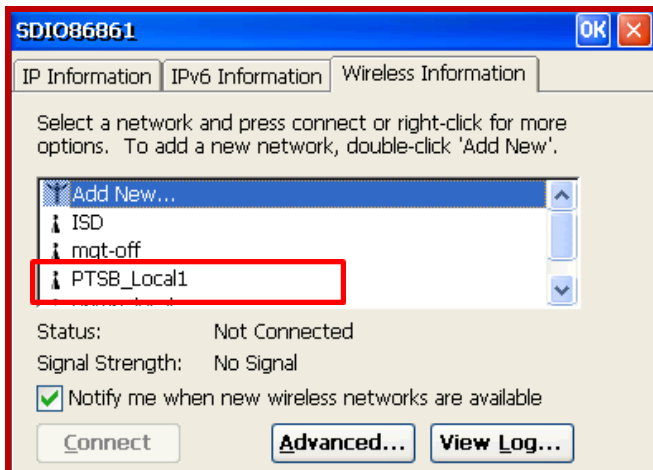 SDIO86861
OK
IP Information IPv6 Information Wireless Information
Select a network and press connect or right-click for more
options. To add a new network, double-click 'Add New'.
Add New...
ISD
mgt-off
PTSB_Local1
Status: Not Connected
Signal Strength: No Signal
Notify me when new wireless networks are available
Connect Advanced... View Log...